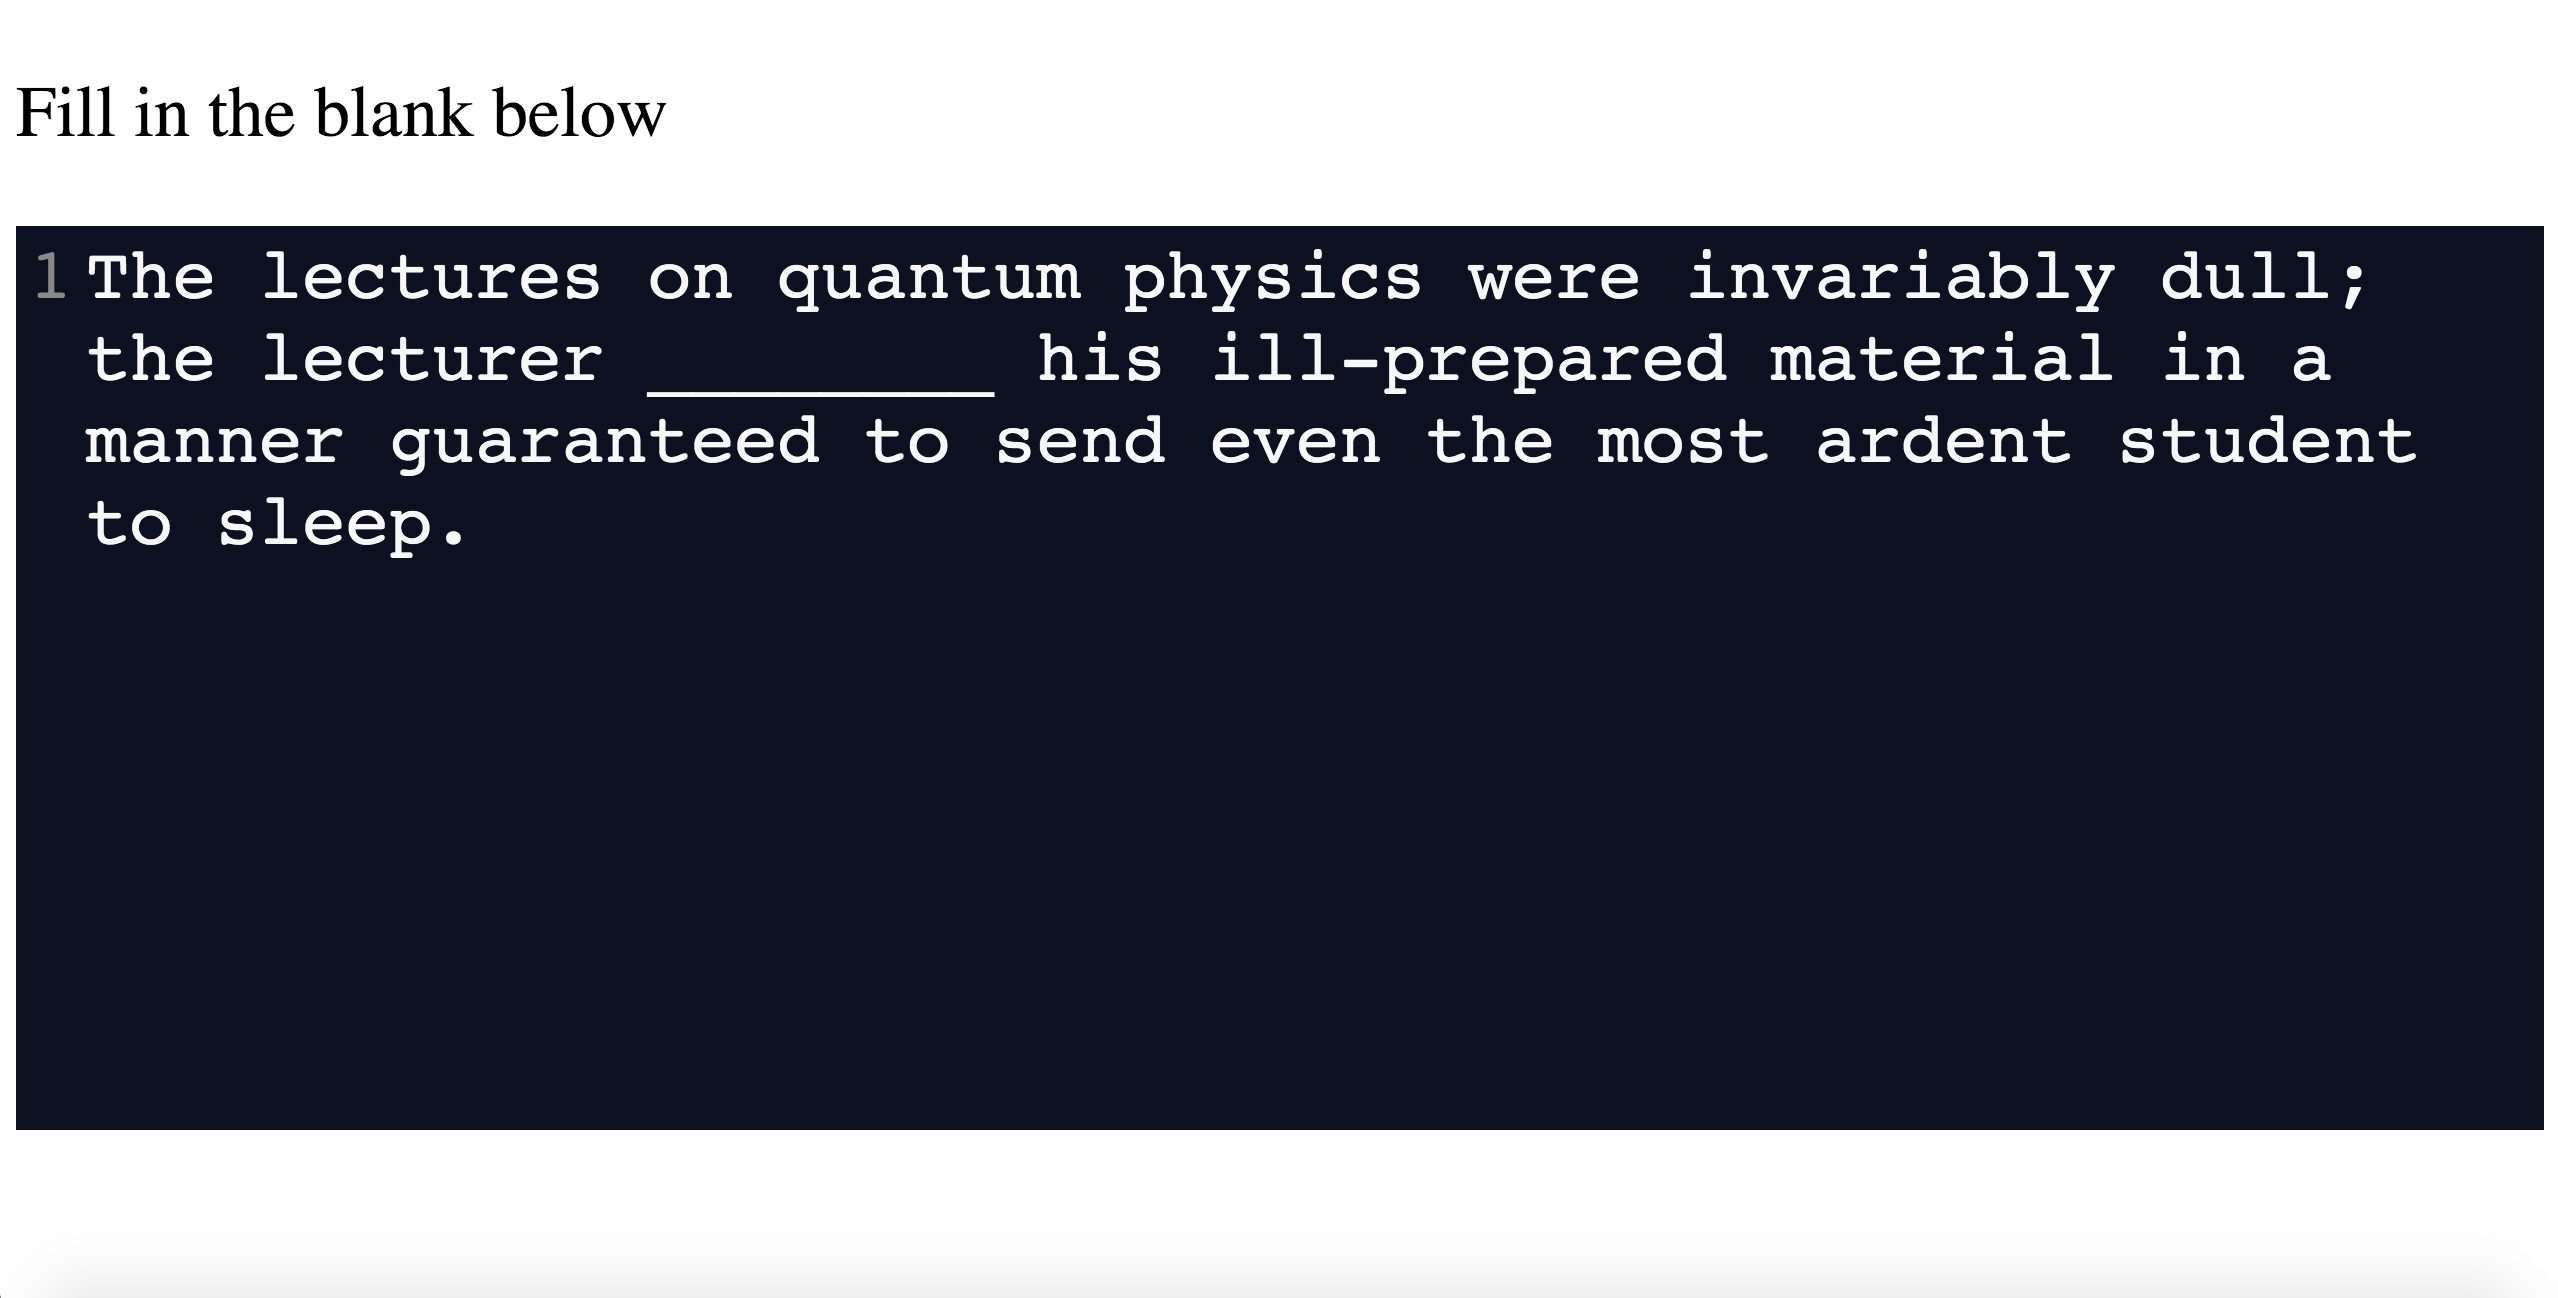 Fill in the blank below
1 The lectures on quantum physics were invariably dull;
the lecturer ________ his ill-prepared material in a
manner guaranteed to send even the most ardent student
to sleep.